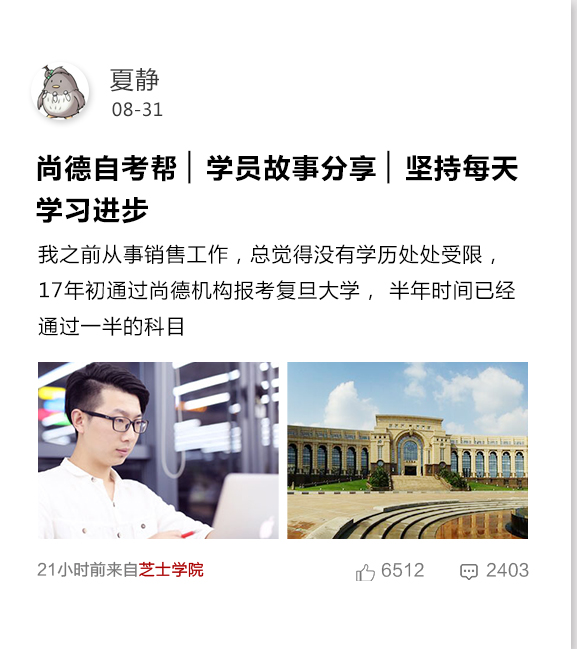 夏静
08-31
尚德自考帮│学员故事分享│坚持每天
学习进步
我之前从事销售工作，总觉得没有学历处处受限，
17年初通过尚德机构报考复旦大学， 半年时间已经
通过一半的科目
21小时前来自芝士学院 6512 2403